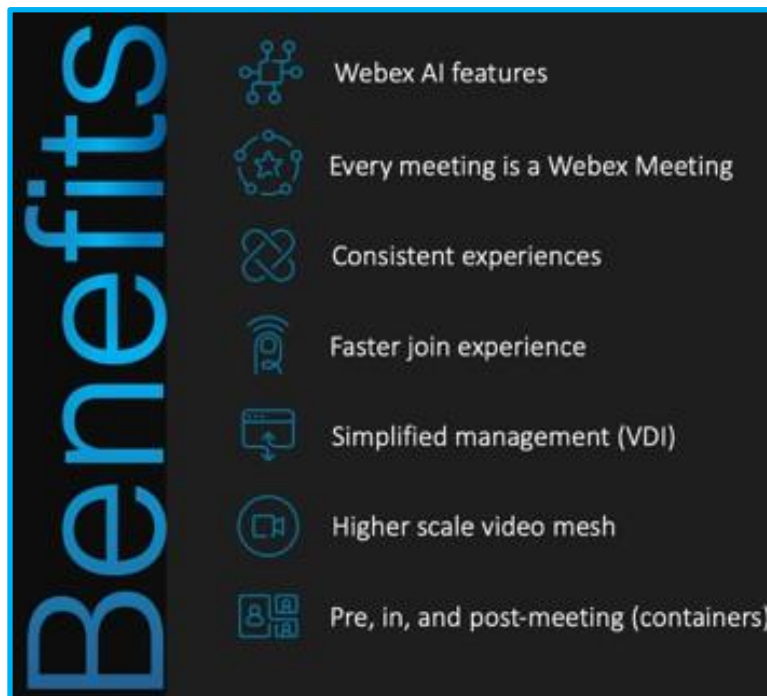 Benefits
Webex AI features
Every meeting is a Webex Meeting
Consistent experiences
Faster join experience
Simplified management (VDI)
Higher scale video mesh
Pre, in, and post-meeting (containers)